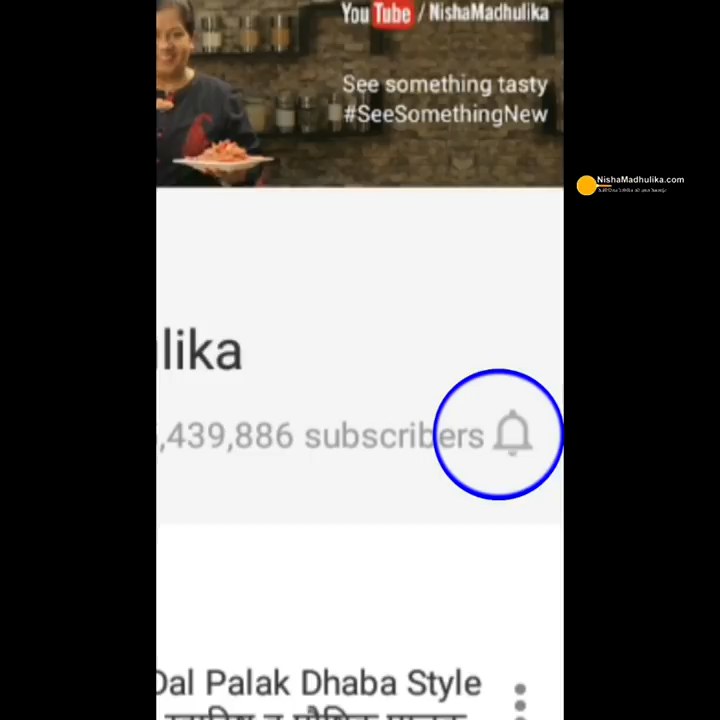 You Tube / NishaMadhulika
See something tasty
#SeeSomethingNew
NishaMadhulika.com
lika
,439,886 subscribers
Dal Palak Dhaba Style